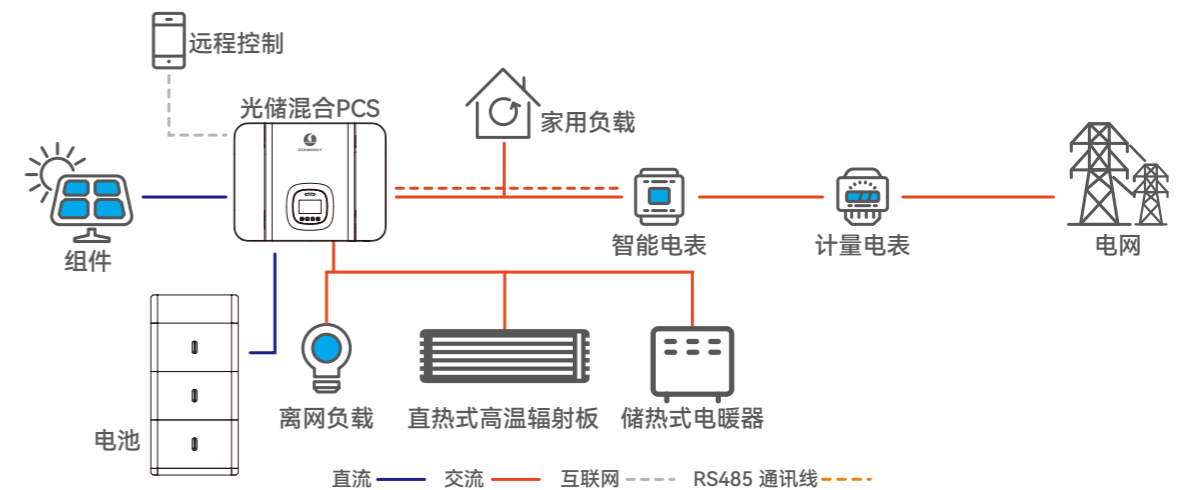 远程控制
光储混合PCS
家用负载
组件
智能电表
计量电表
电网
电池
离网负载
直热式高温辐射板
储热式电暖器
直流
交流
互联网
RS485 通讯线